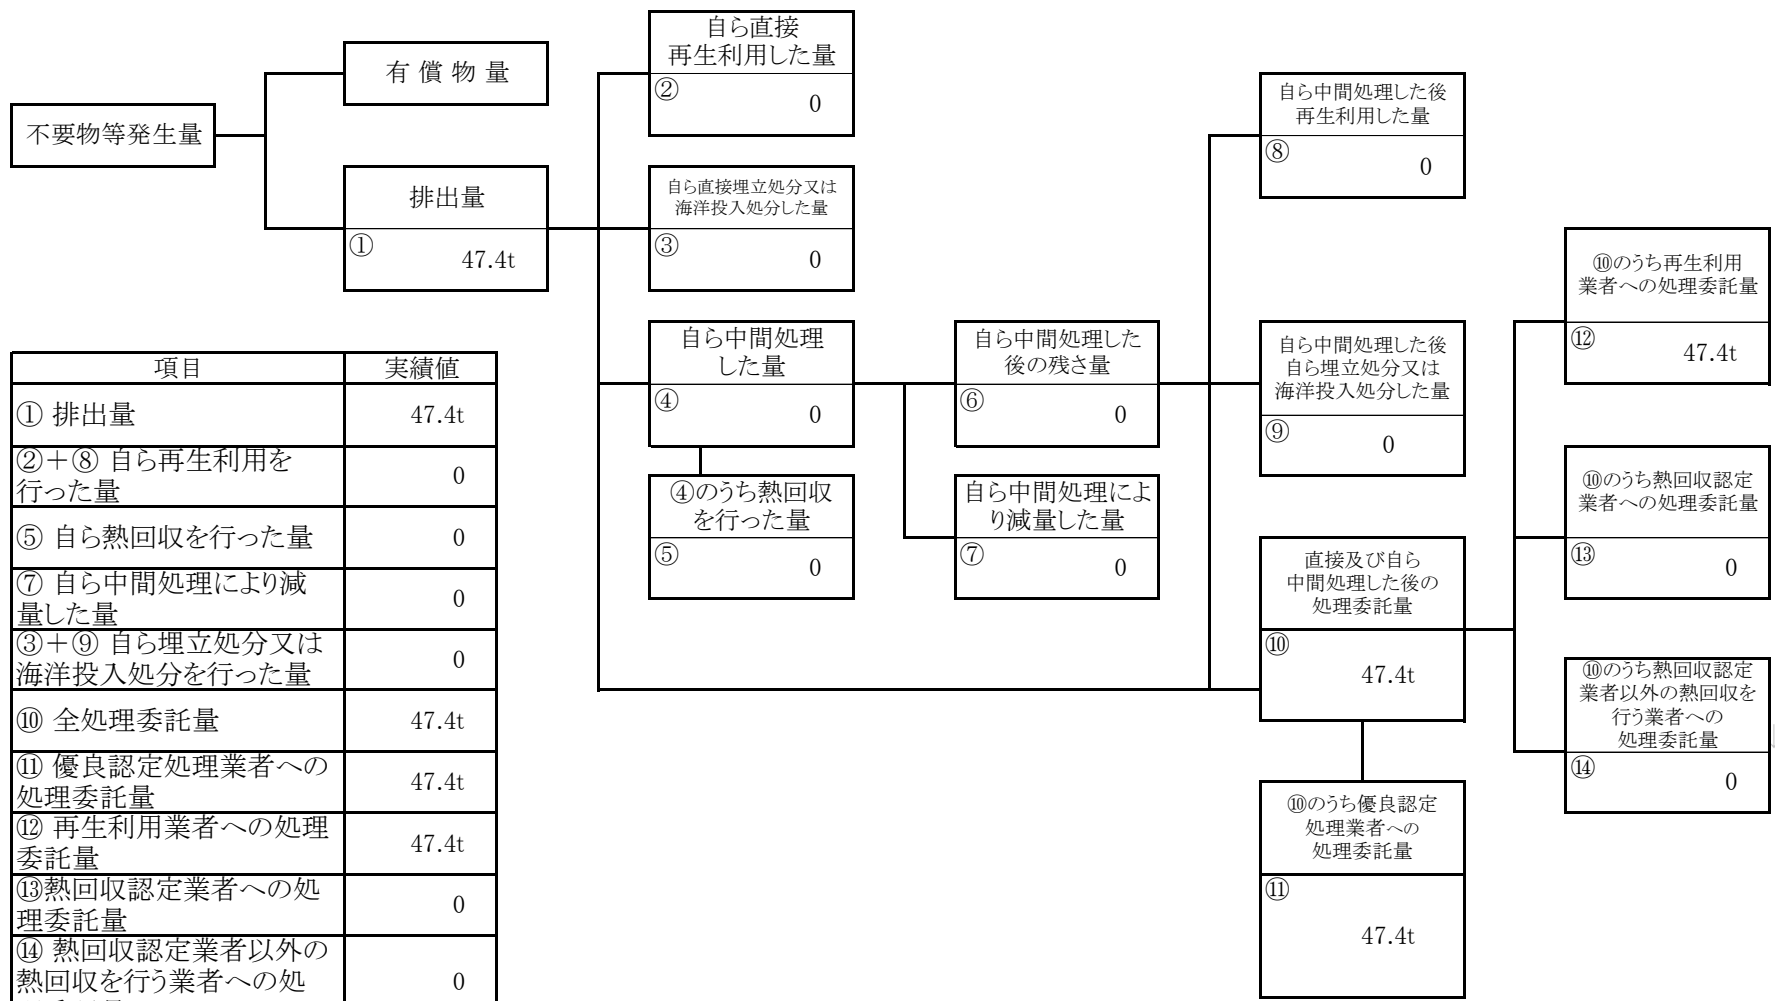 不要物等発生量
有 償 物 量
排出量
①
47.4t
自ら直接
再生利用した量
②
0
自ら直接埋立処分又は
海洋投入処分した量
③
0
自ら中間処理
した量
④
0
④のうち熱回収
を行った量
⑤
0
自ら中間処理した
後の残さ量
⑥
0
自ら中間処理によ
り減量した量
⑦
0
自ら中間処理した後
再生利用した量
⑧
0
自ら中間処理した後
自ら埋立処分又は
海洋投入処分した量
⑨
0
直接及び自ら
中間処理した後の
処理委託量
⑩
47.4t
⑩のうち優良認定
処理業者への
処理委託量
⑪
47.4t
⑩のうち再生利用
業者への処理委託量
⑫
47.4t
⑩のうち熱回収認定
業者への処理委託量
⑬
0
⑩のうち熱回収認定
業者以外の熱回収を
行う業者への
処理委託量
⑭
0
項目 実績値
① 排出量 47.4t
②＋⑧ 自ら再生利用を
行った量 0
⑤ 自ら熱回収を行った量 0
⑦ 自ら中間処理により減
量した量 0
③＋⑨ 自ら埋立処分又は
海洋投入処分を行った量 0
⑩ 全処理委託量 47.4t
⑪ 優良認定処理業者への
処理委託量 47.4t
⑫ 再生利用業者への処理
委託量 47.4t
⑬熱回収認定業者への処
理委託量 0
⑭ 熱回収認定業者以外の
熱回収を行う業者への処 0